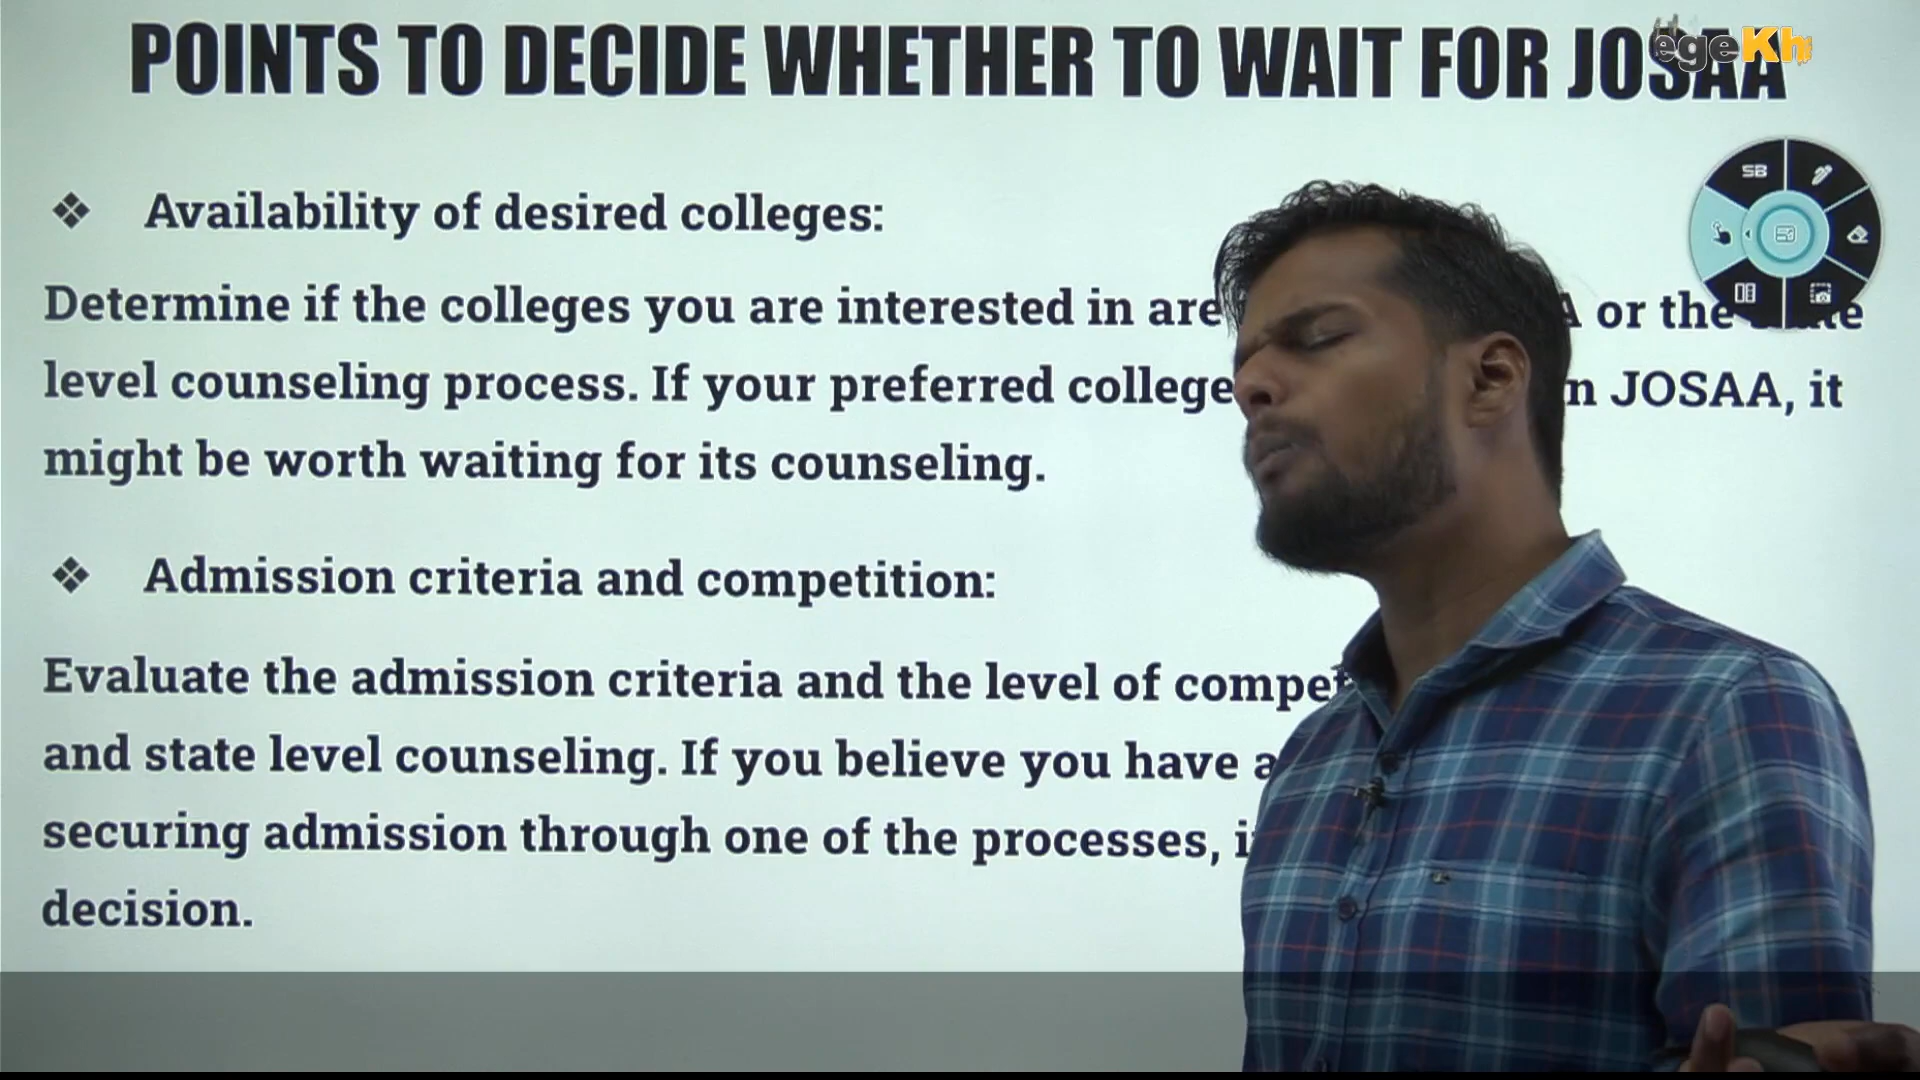 POINTS TO DECIDE WHETHER TO WAIT FOR JOSAA
egeKh
SB
❖ Availability of desired colleges:
Determine if the colleges you are interested in are or the
level counseling process. If your preferred college JOSAA, it
might be worth waiting for its counseling.
❖ Admission criteria and competition:
Evaluate the admission criteria and the level of
and state level counseling. If you believe you have
securing admission through one of the processes,
decision.